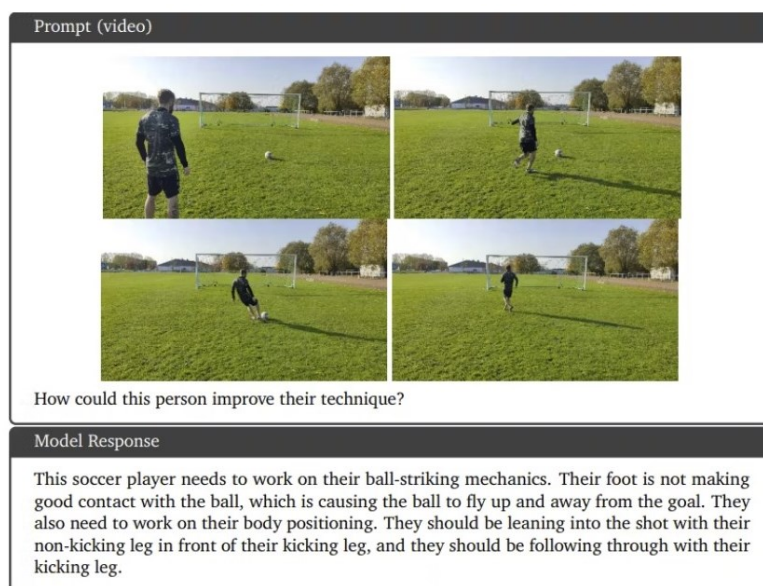 Prompt (video)
How could this person improve their technique?
Model Response
This soccer player needs to work on their ball-striking mechanics. Their foot is not making
good contact with the ball, which is causing the ball to fly up and away from the goal. They
also need to work on their body positioning. They should be leaning into the shot with their
non-kicking leg in front of their kicking leg, and they should be following through with their
kicking leg.